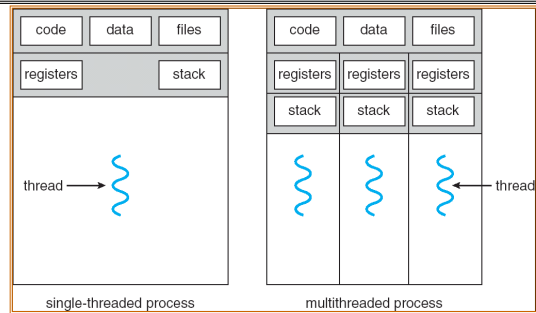 code data files
registers stack
thread
single-threaded process
code data files
registers registers registers
stack stack stack
thread
multithreaded process